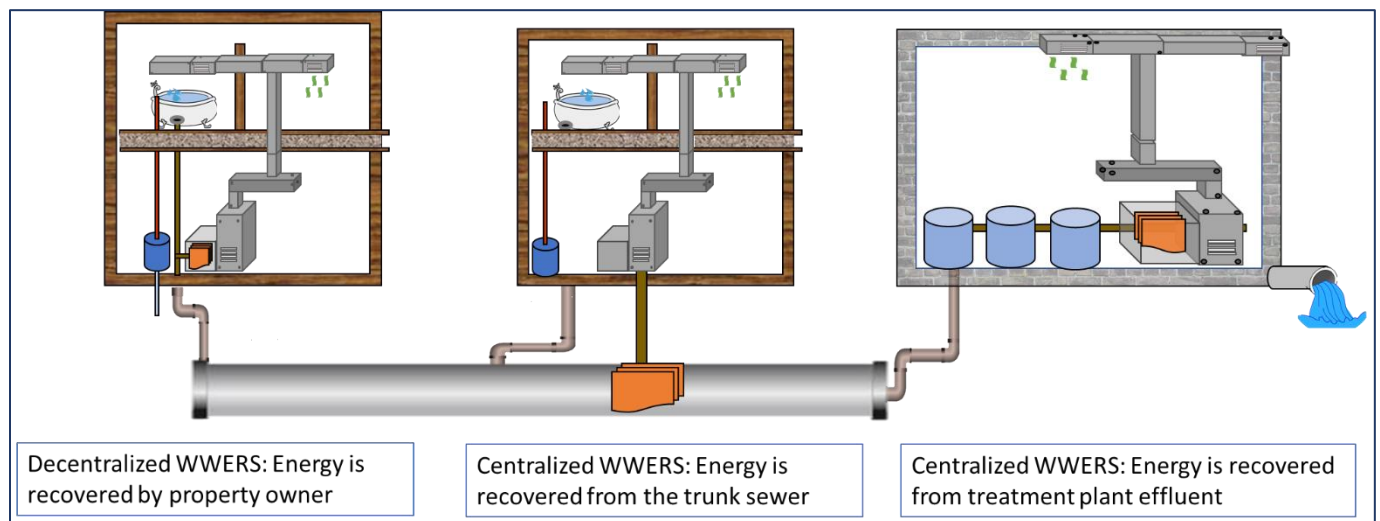 Decentralized WWERS: Energy is
recovered by property owner
Centralized WWERS: Energy is
recovered from the trunk sewer
Centralized WWERS: Energy is recovered
from treatment plant effluent